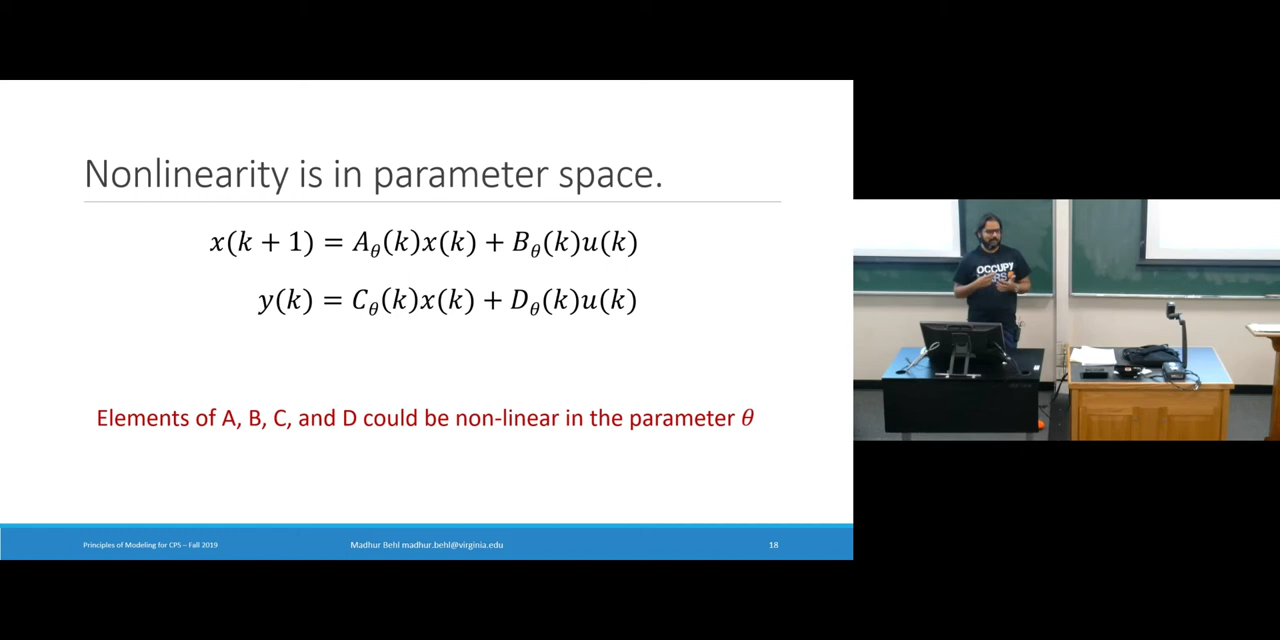 Nonlinearity is in parameter space.
x(k + 1) = A_θ(k)x(k) + B_θ(k)u(k)
y(k) = C_θ(k)x(k) + D_θ(k)u(k)
Elements of A, B, C, and D could be non-linear in the parameter θ
Principles of Modeling for CPS – Fall 2019
Madhur Behl madhur.behl@virginia.edu
18
OCCUPY